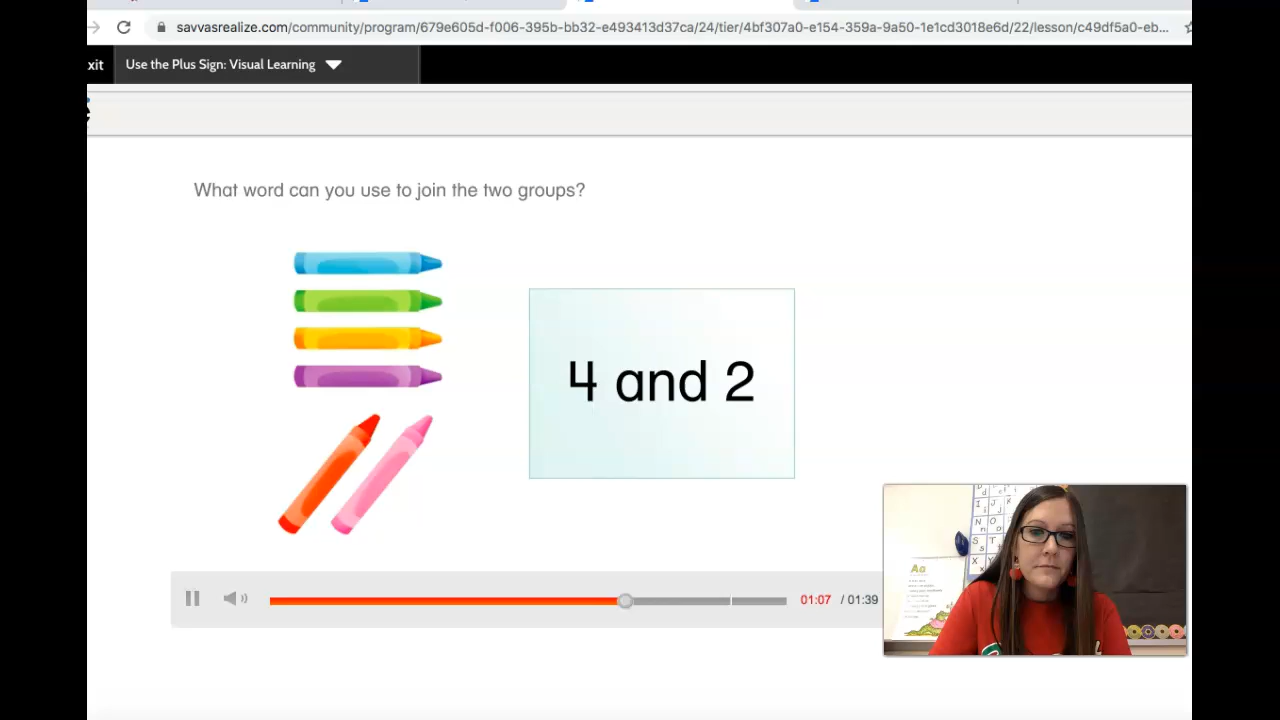 savvasrealize.com/community/program/679e605d-f006-395b-bb32-e493413d37ca/24/tier/4bf307a0-e154-359a-9a50-1e1cd3018e6d/22/lesson/c49df5a0-eb...
xit Use the Plus Sign: Visual Learning
What word can you use to join the two groups?
4 and 2
01:07 / 01:39
Aa